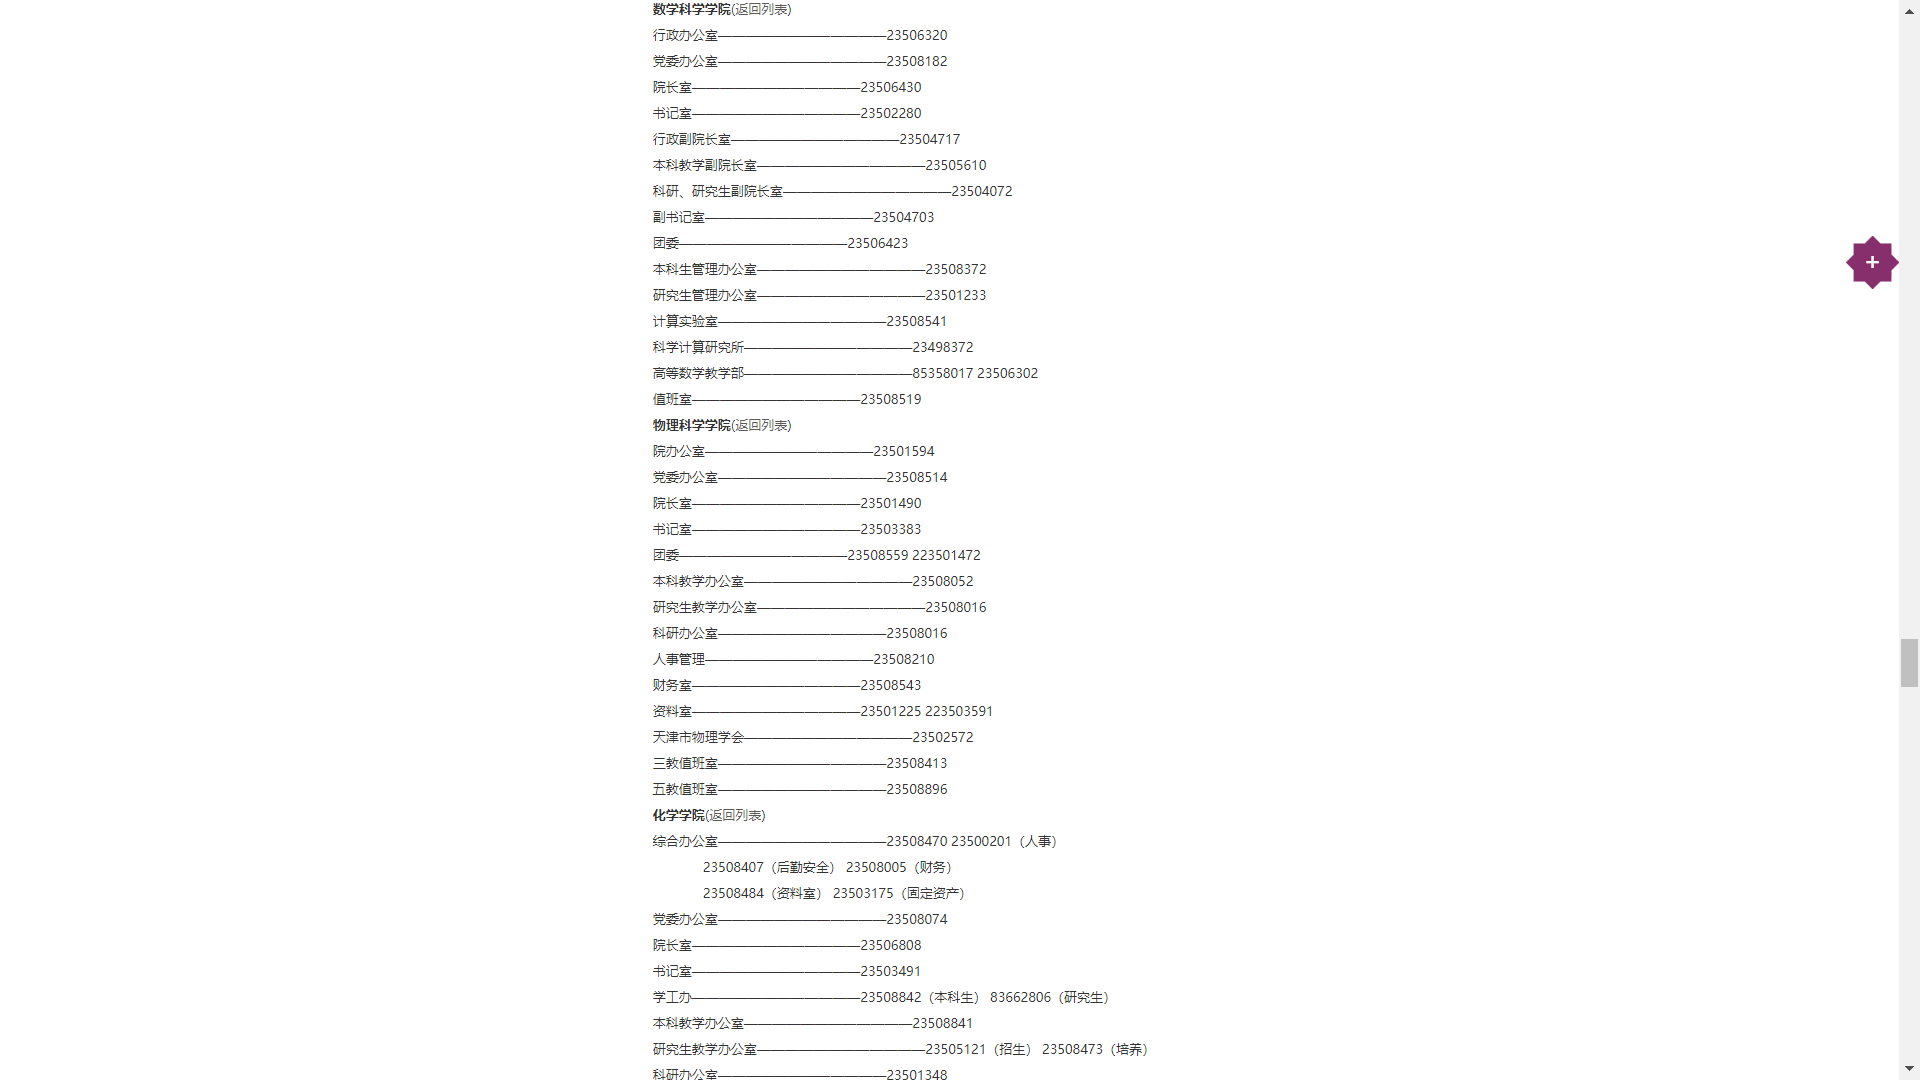 数学科学学院(返回列表)
行政办公室————————————23506320
党委办公室————————————23508182
院长室————————————23506430
书记室————————————23502280
行政副院长室————————————23504717
本科教学副院长室————————————23505610
科研、研究生副院长室————————————23504072
副书记室————————————23504703
团委————————————23506423
本科生管理办公室————————————23508372
研究生管理办公室————————————23501233
计算实验室————————————23508541
科学计算研究所————————————23498372
高等数学教学部————————————85358017 23506302
值班室————————————23508519
物理科学学院(返回列表)
院办公室————————————23501594
党委办公室————————————23508514
院长室————————————23501490
书记室————————————23503383
团委————————————23508559 223501472
本科教学办公室————————————23508052
研究生教学办公室————————————23508016
科研办公室————————————23508016
人事管理————————————23508210
财务室————————————23508543
资料室————————————23501225 223503591
天津市物理学会————————————23502572
三教值班室————————————23508413
五教值班室————————————23508896
化学学院(返回列表)
综合办公室————————————23508470 23500201（人事）
23508407（后勤安全） 23508005（财务）
23508484（资料室） 23503175（固定资产）
党委办公室————————————23508074
院长室————————————23506808
书记室————————————23503491
学工办————————————23508842（本科生） 83662806（研究生）
本科教学办公室————————————23508841
研究生教学办公室————————————23505121（招生） 23508473（培养）
科研办公室————————————23501348